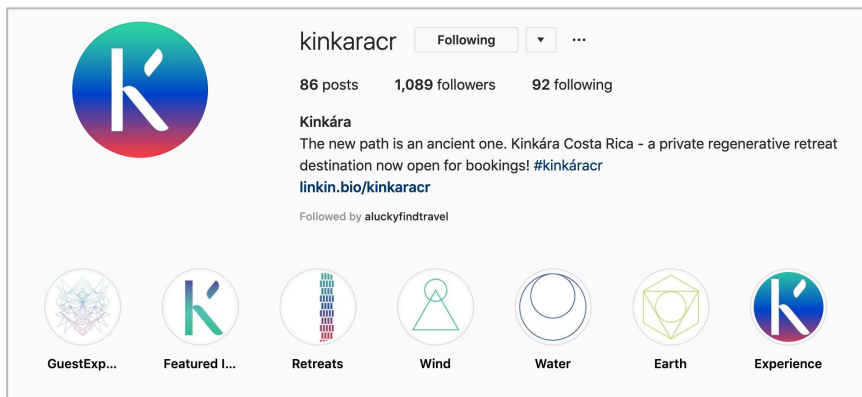 kinkaracr Following ▼ •••
86 posts 1,089 followers 92 following
Kinkára
The new path is an ancient one. Kinkára Costa Rica - a private regenerative retreat
destination now open for bookings! #kinkáracr
linkin.bio/kinkaracr
Followed by aluckyfindtravel
GuestExp... Featured I... Retreats Wind Water Earth Experience